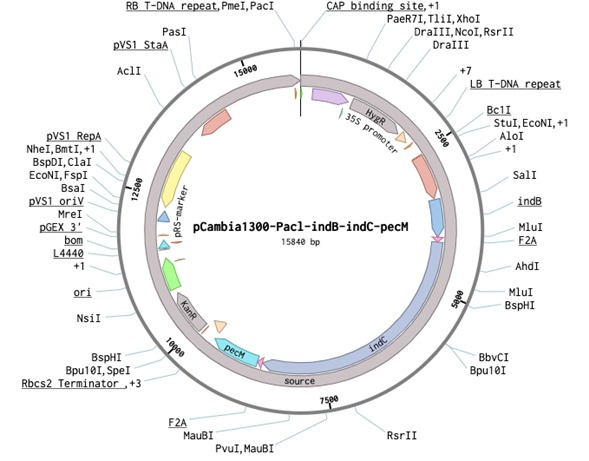 RB T-DNA repeat,PmeI,PacI
CAP binding site,+1
PaeR7I,TliI,XhoI
DraIII,NcoI,RsrII
DraIII
+7
LB T-DNA repeat
BclI
StuI,EcoNI,+1
AloI
+1
SalI
indB
MluI
F2A
AhdI
MluI
BspHI
BbvCI
Bpu10I
RsrII
PvuI,MauBI
MauBI
F2A
Rbcs2 Terminator ,+3
Bpu10I,SpeI
BspHI
NsiI
ori
+1
L4440
bom
pGEX 3'
MreI
pVS1 oriV
BsaI
EcoNI,FspI
BspDI,ClaI
NheI,BmtI,+1
pVS1 RepA
AclI
pVS1 StaA
PasI
15000
2500
5000
7500
10000
12500
HygR
35S promoter
indC
source
pecM
KanR
pRS-marker
pCambia1300-PacI-indB-indC-pecM
15840 bp